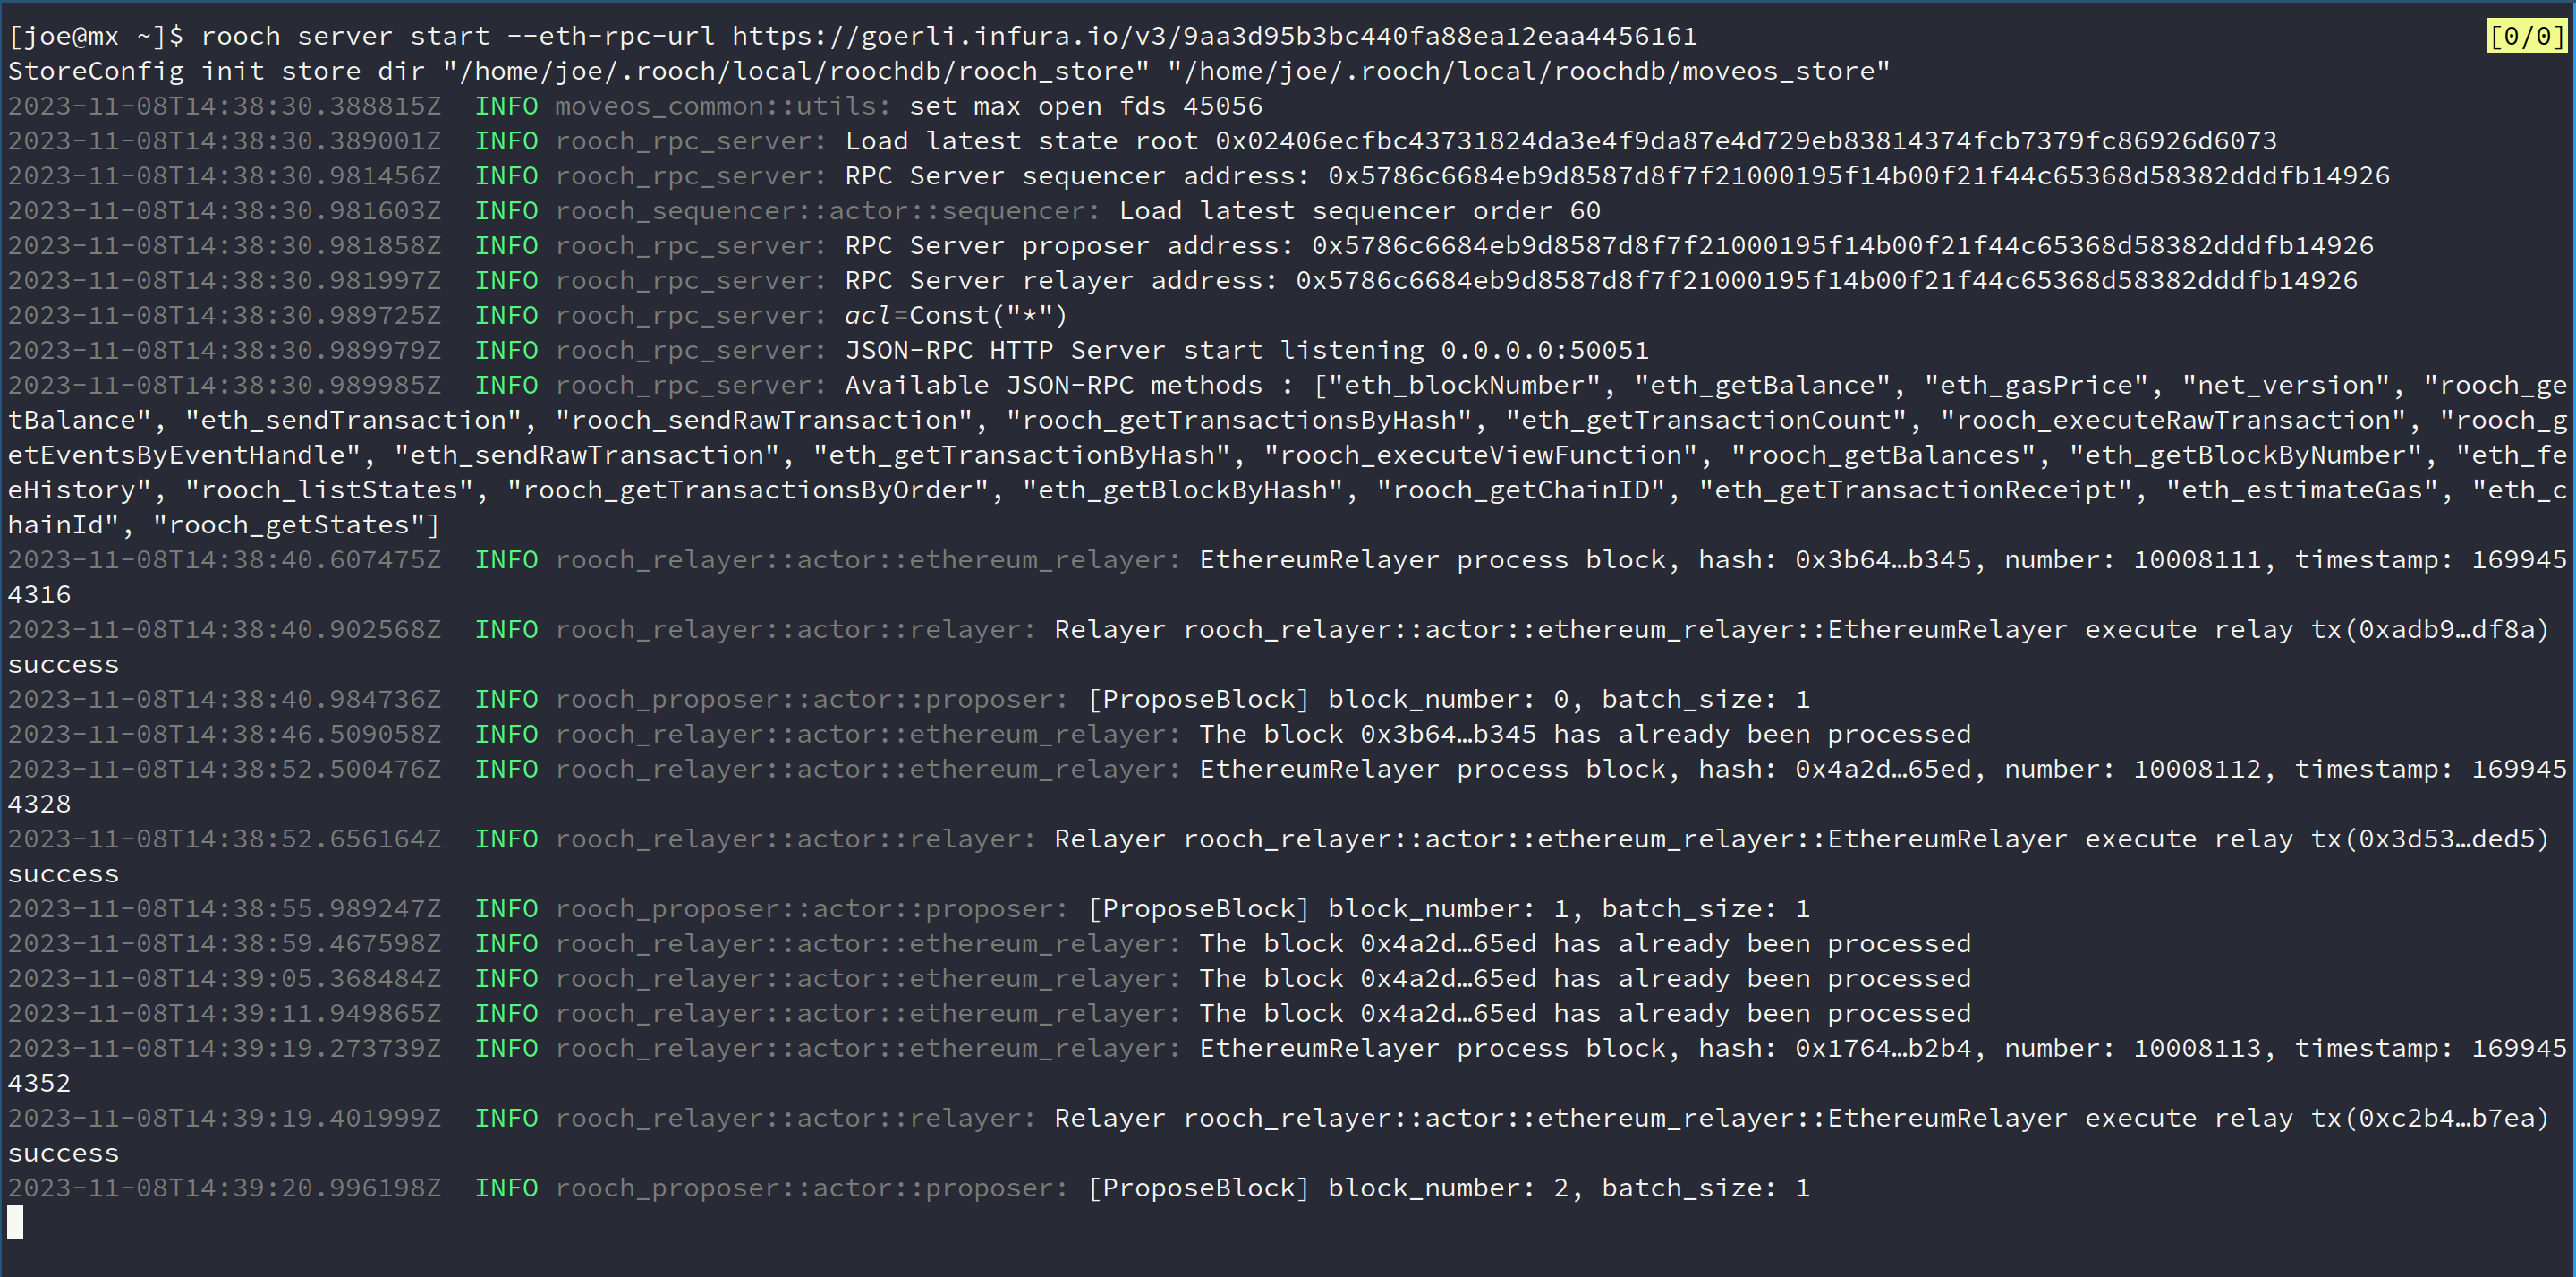 [joe@mx ~]$ rooch server start --eth-rpc-url https://goerli.infura.io/v3/9aa3d95b3bc440fa88ea12eaa4456161 [0/0]
StoreConfig init store dir "/home/joe/.rooch/local/roochdb/rooch_store" "/home/joe/.rooch/local/roochdb/moveos_store"
2023-11-08T14:38:30.388815Z  INFO moveos_common::utils: set max open fds 45056
2023-11-08T14:38:30.389001Z  INFO rooch_rpc_server: Load latest state root 0x02406ecfbc43731824da3e4f9da87e4d729eb83814374fcb7379fc86926d6073
2023-11-08T14:38:30.981456Z  INFO rooch_rpc_server: RPC Server sequencer address: 0x5786c6684eb9d8587d8f7f21000195f14b00f21f44c65368d58382dddfb14926
2023-11-08T14:38:30.981603Z  INFO rooch_sequencer::actor::sequencer: Load latest sequencer order 60
2023-11-08T14:38:30.981858Z  INFO rooch_rpc_server: RPC Server proposer address: 0x5786c6684eb9d8587d8f7f21000195f14b00f21f44c65368d58382dddfb14926
2023-11-08T14:38:30.981997Z  INFO rooch_rpc_server: RPC Server relayer address: 0x5786c6684eb9d8587d8f7f21000195f14b00f21f44c65368d58382dddfb14926
2023-11-08T14:38:30.989725Z  INFO rooch_rpc_server: acl=Const("*")
2023-11-08T14:38:30.989979Z  INFO rooch_rpc_server: JSON-RPC HTTP Server start listening 0.0.0.0:50051
2023-11-08T14:38:30.989985Z  INFO rooch_rpc_server: Available JSON-RPC methods : ["eth_blockNumber", "eth_getBalance", "eth_gasPrice", "net_version", "rooch_ge
tBalance", "eth_sendTransaction", "rooch_sendRawTransaction", "rooch_getTransactionsByHash", "eth_getTransactionCount", "rooch_executeRawTransaction", "rooch_g
etEventsByEventHandle", "eth_sendRawTransaction", "eth_getTransactionByHash", "rooch_executeViewFunction", "rooch_getBalances", "eth_getBlockByNumber", "eth_fe
eHistory", "rooch_listStates", "rooch_getTransactionsByOrder", "eth_getBlockByHash", "rooch_getChainID", "eth_getTransactionReceipt", "eth_estimateGas", "eth_c
hainId", "rooch_getStates"]
2023-11-08T14:38:40.607475Z  INFO rooch_relayer::actor::ethereum_relayer: EthereumRelayer process block, hash: 0x3b64…b345, number: 10008111, timestamp: 169945
4316
2023-11-08T14:38:40.902568Z  INFO rooch_relayer::actor::relayer: Relayer rooch_relayer::actor::ethereum_relayer::EthereumRelayer execute relay tx(0xadb9…df8a)
success
2023-11-08T14:38:40.984736Z  INFO rooch_proposer::actor::proposer: [ProposeBlock] block_number: 0, batch_size: 1
2023-11-08T14:38:46.509058Z  INFO rooch_relayer::actor::ethereum_relayer: The block 0x3b64…b345 has already been processed
2023-11-08T14:38:52.500476Z  INFO rooch_relayer::actor::ethereum_relayer: EthereumRelayer process block, hash: 0x4a2d…65ed, number: 10008112, timestamp: 169945
4328
2023-11-08T14:38:52.656164Z  INFO rooch_relayer::actor::relayer: Relayer rooch_relayer::actor::ethereum_relayer::EthereumRelayer execute relay tx(0x3d53…ded5)
success
2023-11-08T14:38:55.989247Z  INFO rooch_proposer::actor::proposer: [ProposeBlock] block_number: 1, batch_size: 1
2023-11-08T14:38:59.467598Z  INFO rooch_relayer::actor::ethereum_relayer: The block 0x4a2d…65ed has already been processed
2023-11-08T14:39:05.368484Z  INFO rooch_relayer::actor::ethereum_relayer: The block 0x4a2d…65ed has already been processed
2023-11-08T14:39:11.949865Z  INFO rooch_relayer::actor::ethereum_relayer: The block 0x4a2d…65ed has already been processed
2023-11-08T14:39:19.273739Z  INFO rooch_relayer::actor::ethereum_relayer: EthereumRelayer process block, hash: 0x1764…b2b4, number: 10008113, timestamp: 169945
4352
2023-11-08T14:39:19.401999Z  INFO rooch_relayer::actor::relayer: Relayer rooch_relayer::actor::ethereum_relayer::EthereumRelayer execute relay tx(0xc2b4…b7ea)
success
2023-11-08T14:39:20.996198Z  INFO rooch_proposer::actor::proposer: [ProposeBlock] block_number: 2, batch_size: 1